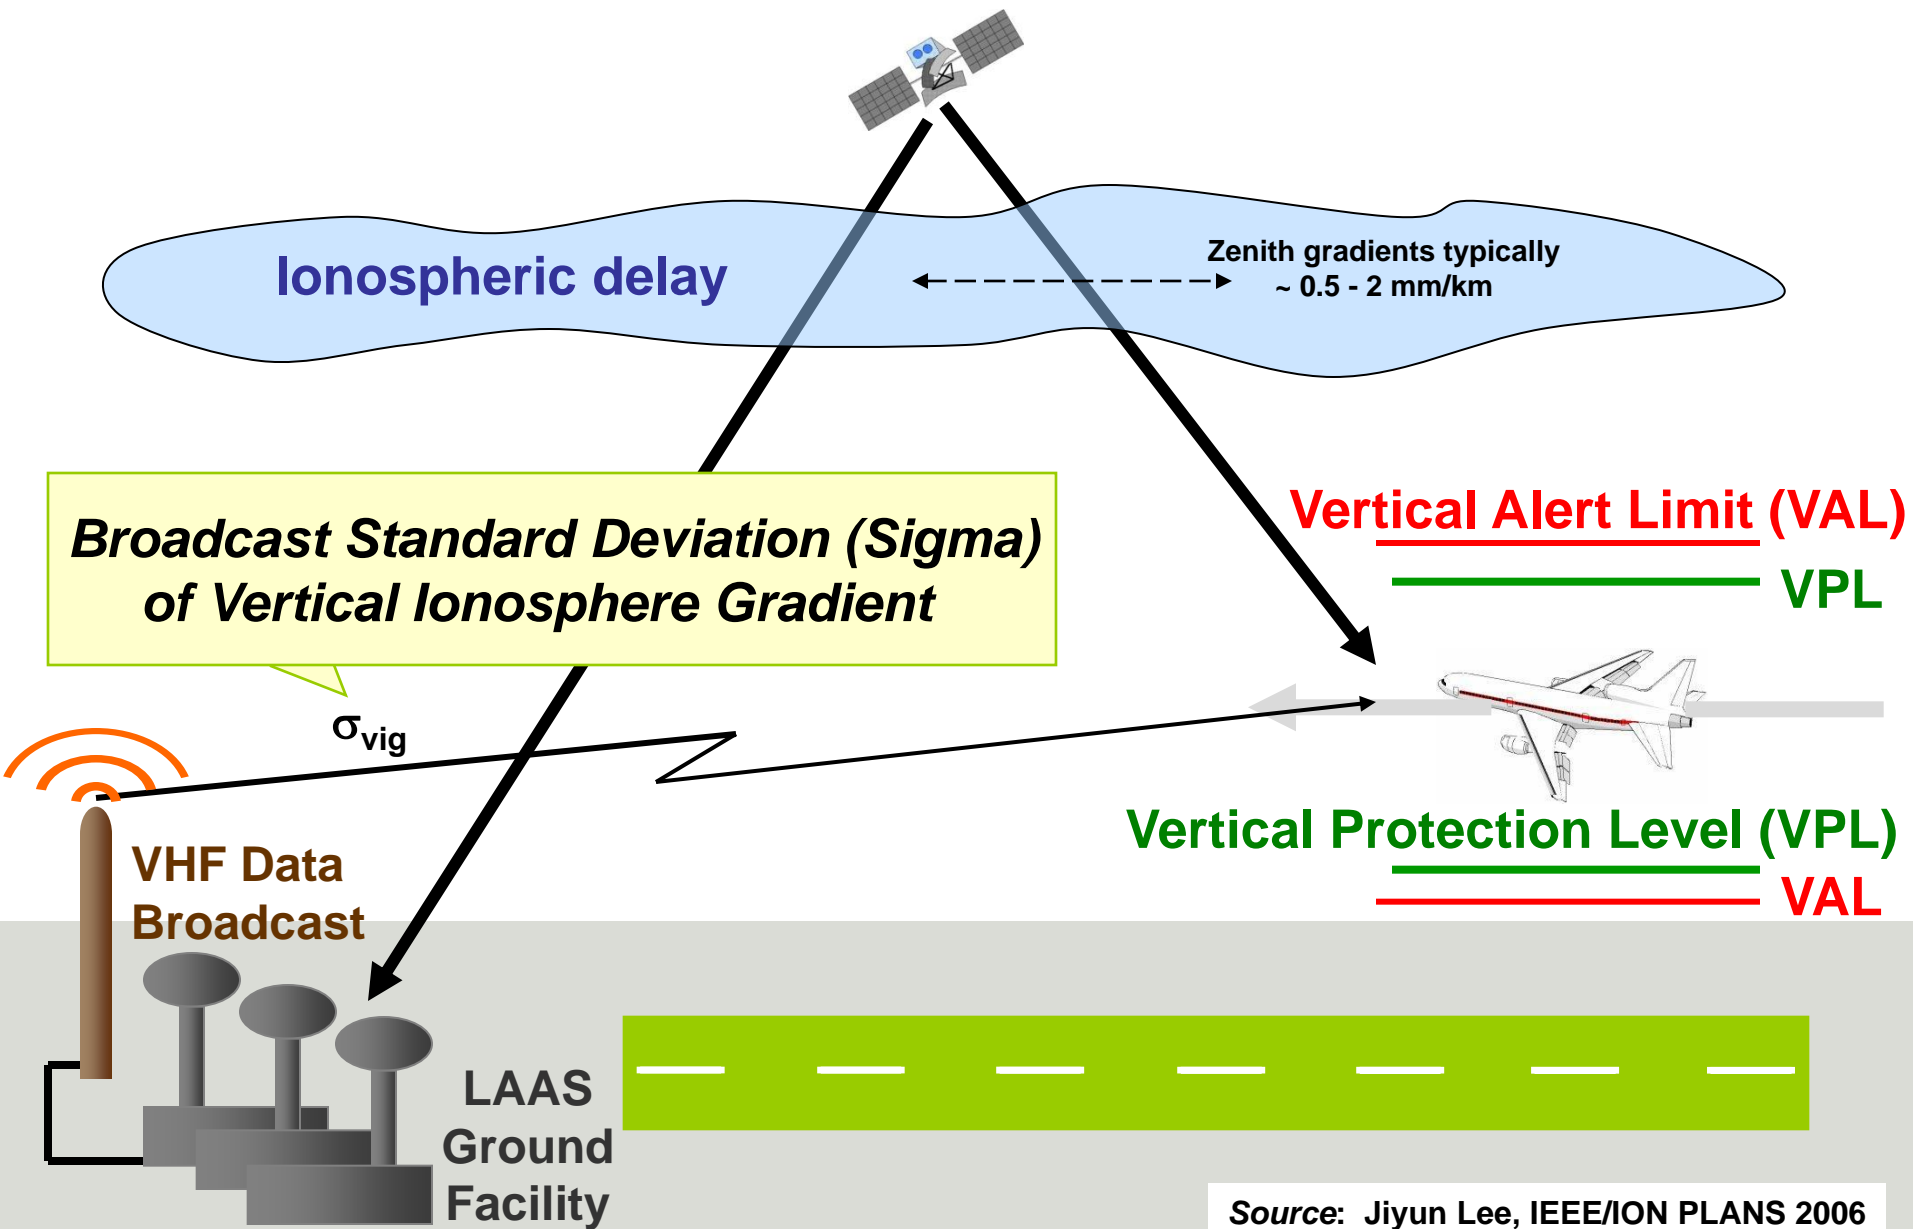 Ionospheric delay
Zenith gradients typically
~ 0.5 - 2 mm/km
Broadcast Standard Deviation (Sigma)
of Vertical Ionosphere Gradient
σvig
Vertical Alert Limit (VAL)
VPL
Vertical Protection Level (VPL)
VAL
VHF Data
Broadcast
LAAS
Ground
Facility
Source: Jiyun Lee, IEEE/ION PLANS 2006